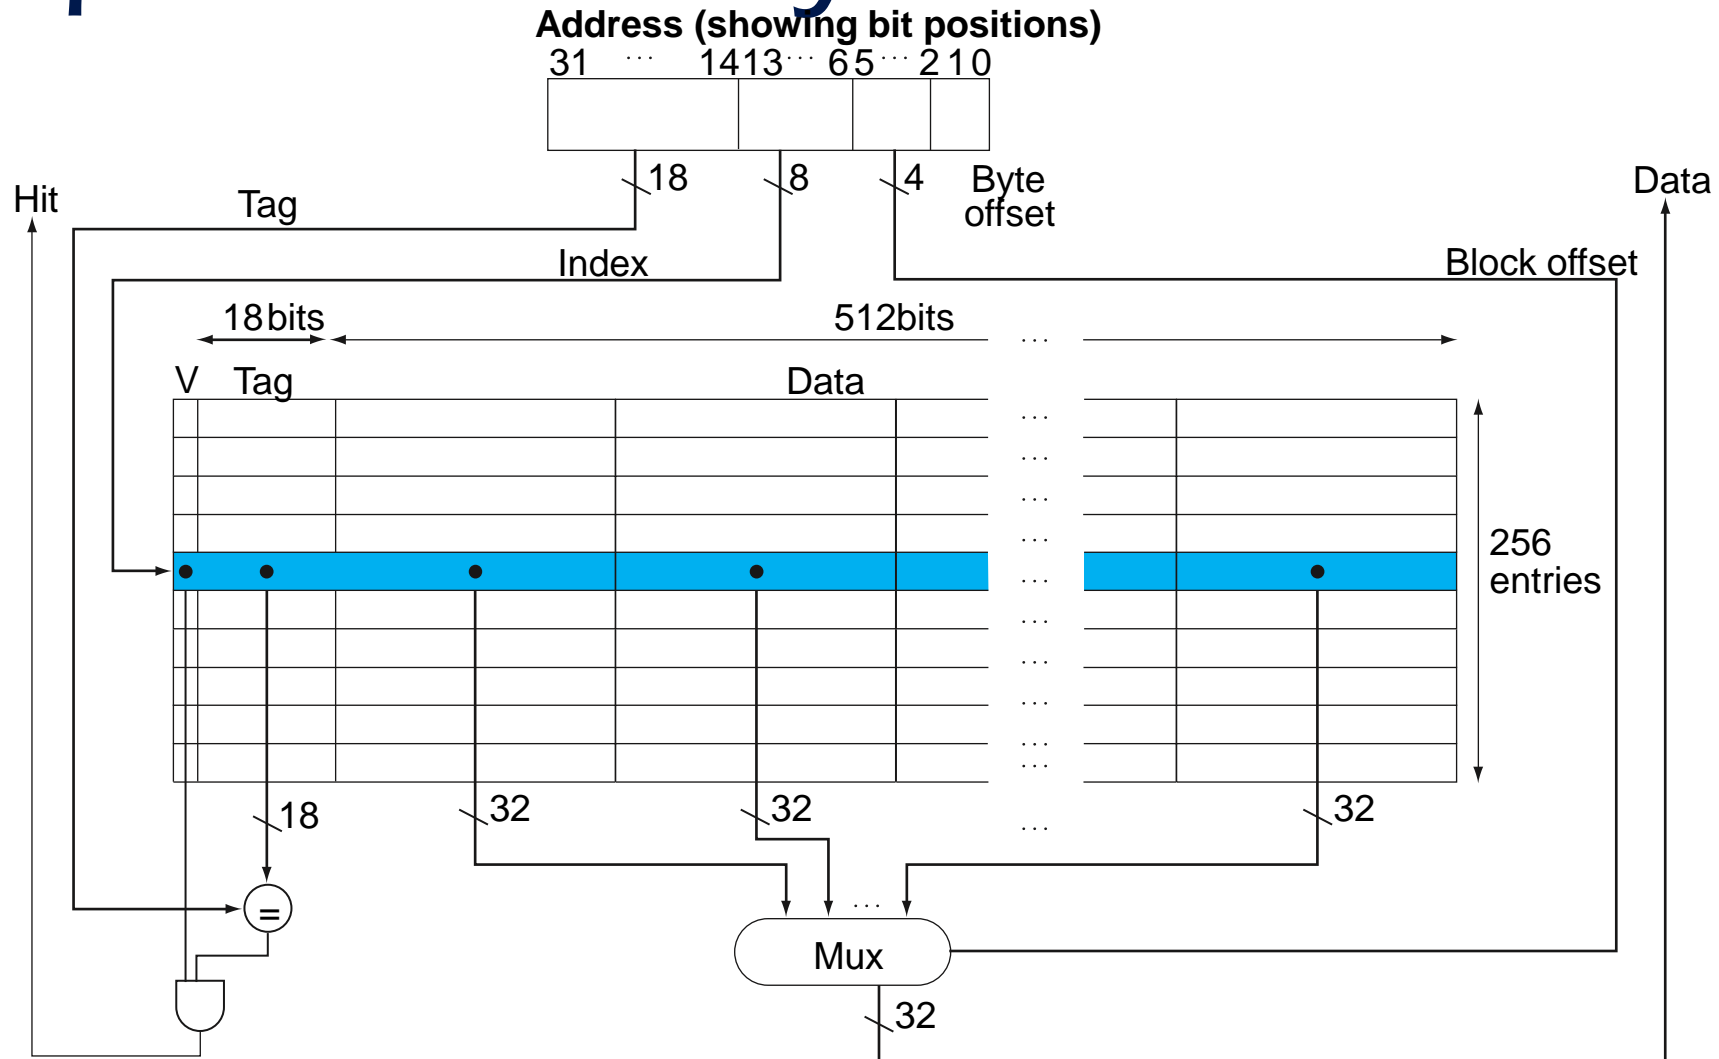 Address (showing bit positions)
31 ... 14 13 ... 6 5 ... 2 1 0
18 8 4 Byte
offset
Hit
Data
Tag
Index
Block offset
18 bits
512 bits
...
V Tag Data
...
...
...
...
...
...
...
...
...
...
256
entries
18 32 32 ... 32
=
...
Mux
32